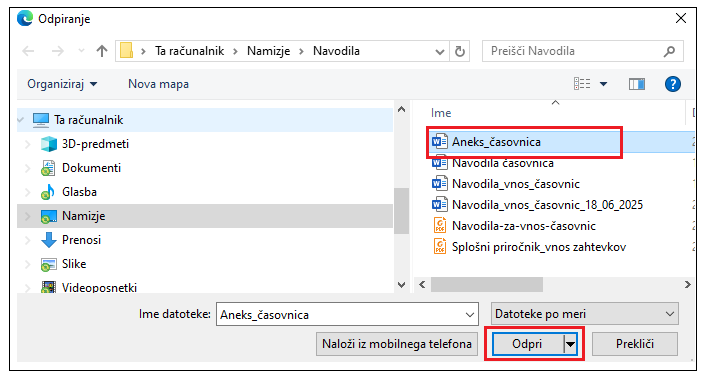 Odpiranje
Ta računalnik
Namizje
Navodila
Preišči Navodila
Organiziraj
Nova mapa
Ta računalnik
3D-predmeti
Dokumenti
Glasba
Namizje
Prenosi
Slike
Videoposnetki
Ime
Aneks_časovnica
Navodila časovnica
Navodila_vnos_časovnic
Navodila_vnos_časovnic_18_06_2025
Navodila-za-vnos-časovnic
Splošni priročnik_vnos zahtevkov
Ime datoteke:
Aneks_časovnica
Datoteke po meri
Naloži iz mobilnega telefona
Odpri
Prekliči